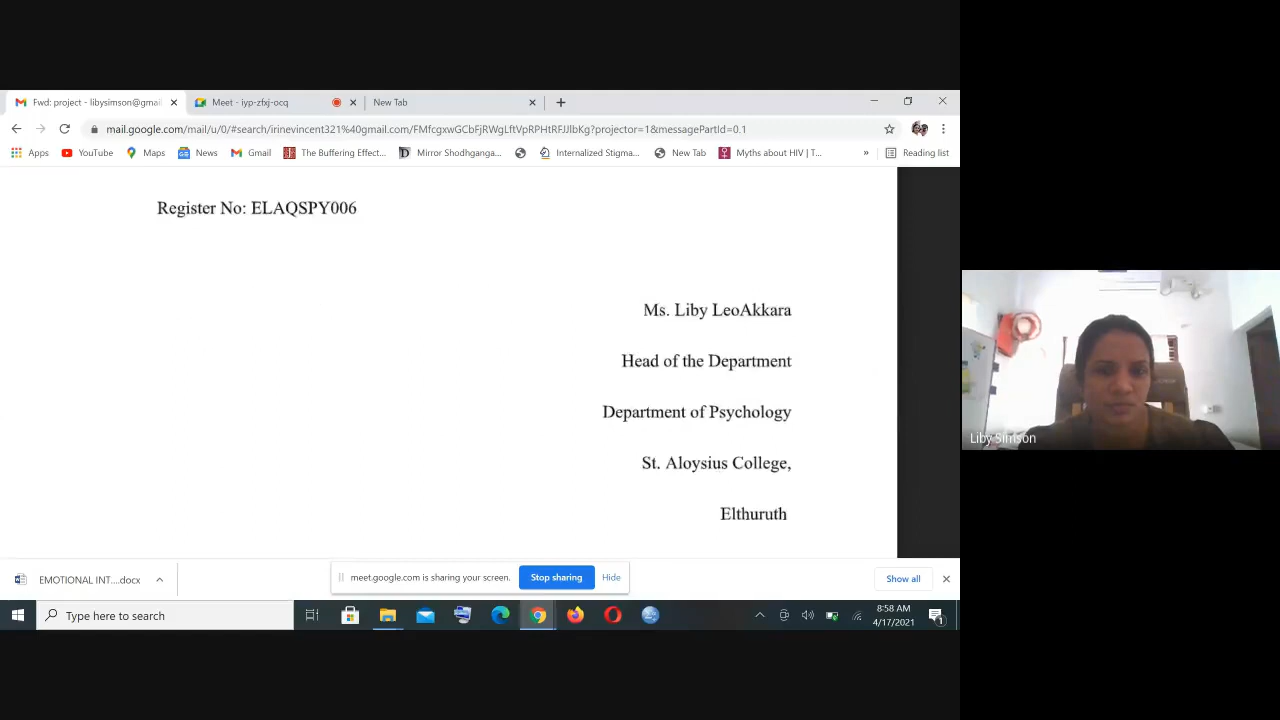 Fwd: project - libysimson@gmai
Meet - iyp-zfxj-ocq
New Tab
mail.google.com/mail/u/0/#search/irinevincent321%40gmail.com/FMfcgxwGCbFjRWgLftVpRPHtRFJJlbKg?projector=1&messagePartId=0.1
Apps YouTube Maps News Gmail The Buffering Effect... Mirror Shodhganga... Internalized Stigma... New Tab Myths about HIV | T... » Reading list
Register No: ELAQSPY006
Ms. Liby LeoAkkara
Head of the Department
Department of Psychology
St. Aloysius College,
Elthuruth
Liby Simson
EMOTIONAL INT....docx
meet.google.com is sharing your screen. Stop sharing Hide
Show all
Type here to search
8:58 AM
4/17/2021
1